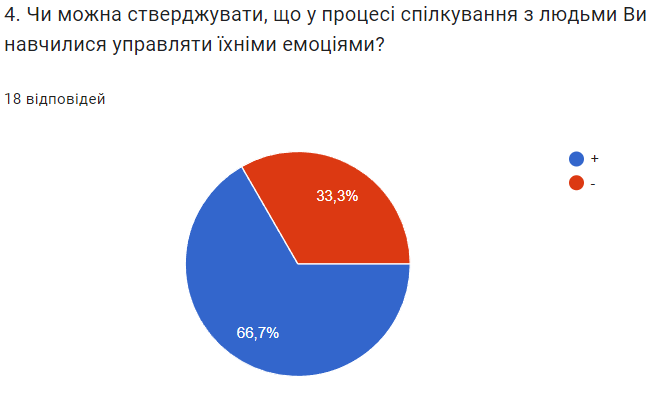 4. Чи можна стверджувати, що у процесі спілкування з людьми Ви
навчилися управляти їхніми емоціями?
18 відповідей
+
-
33,3%
66,7%